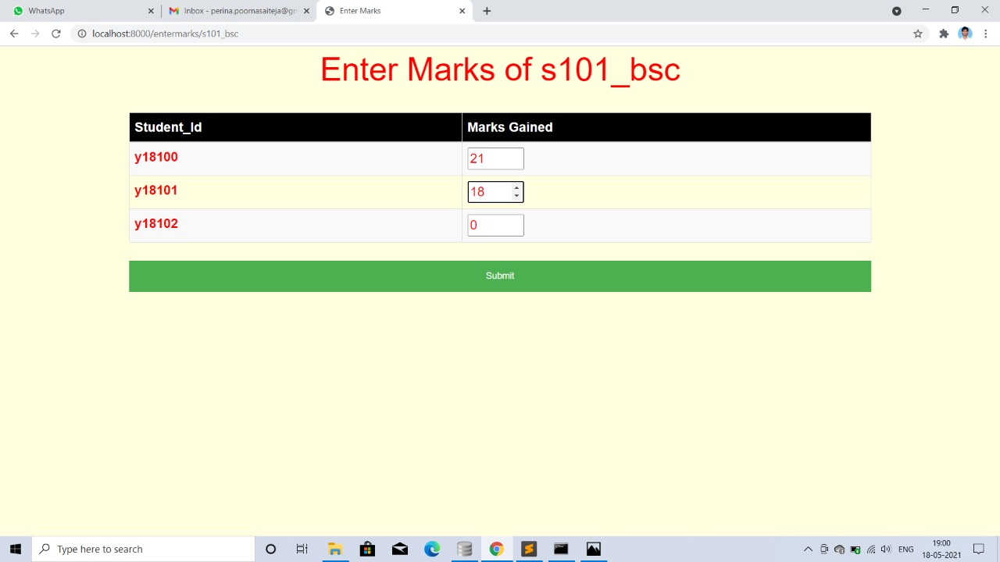 WhatsApp
Inbox - perina.poornasaiteja@gm
Enter Marks
localhost:8000/entermarks/s101_bsc
Enter Marks of s101_bsc
Student_Id Marks Gained
y18100 21
y18101 18
y18102 0
Submit
Type here to search
ENG
19:00
18-05-2021